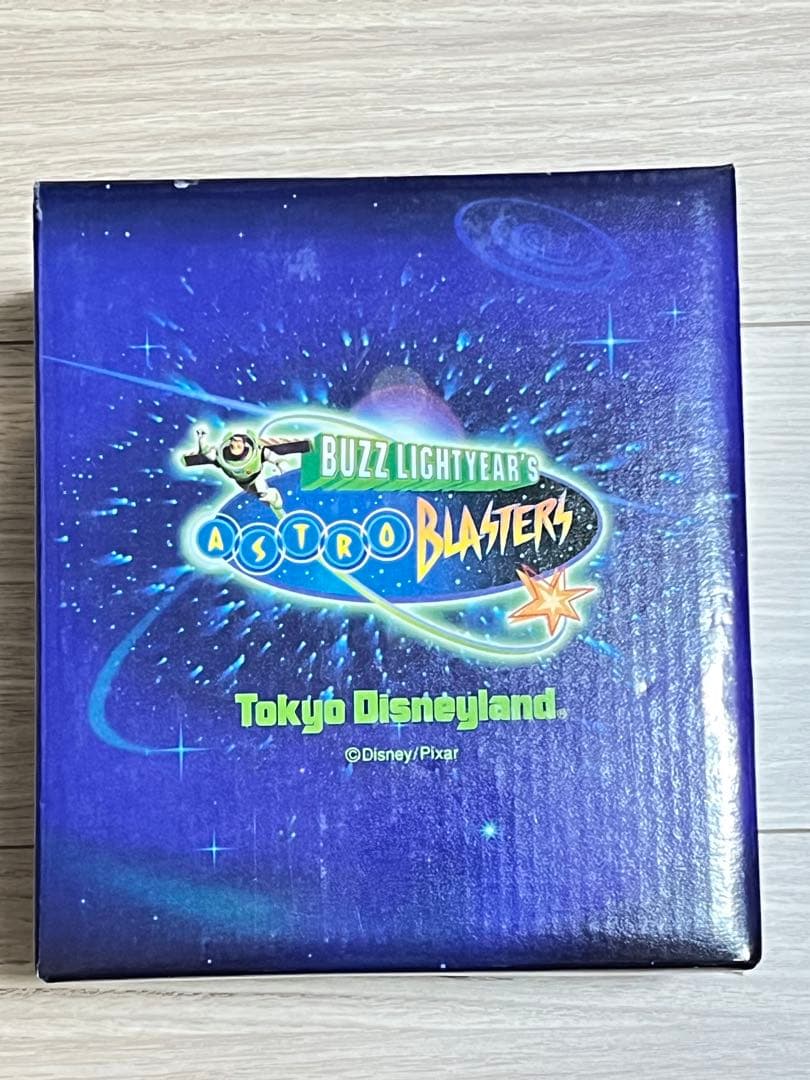 BUZZ LIGHTYEAR'S
ASTRO BLASTERS
Tokyo Disneyland®
©Disney/Pixar